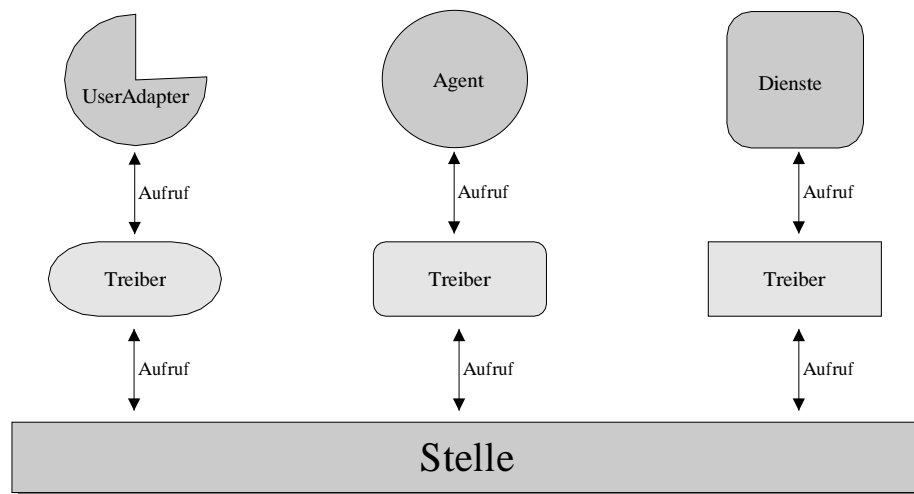 UserAdapter
Agent
Dienste
Aufruf
Aufruf
Aufruf
Treiber
Treiber
Treiber
Aufruf
Aufruf
Aufruf
Stelle